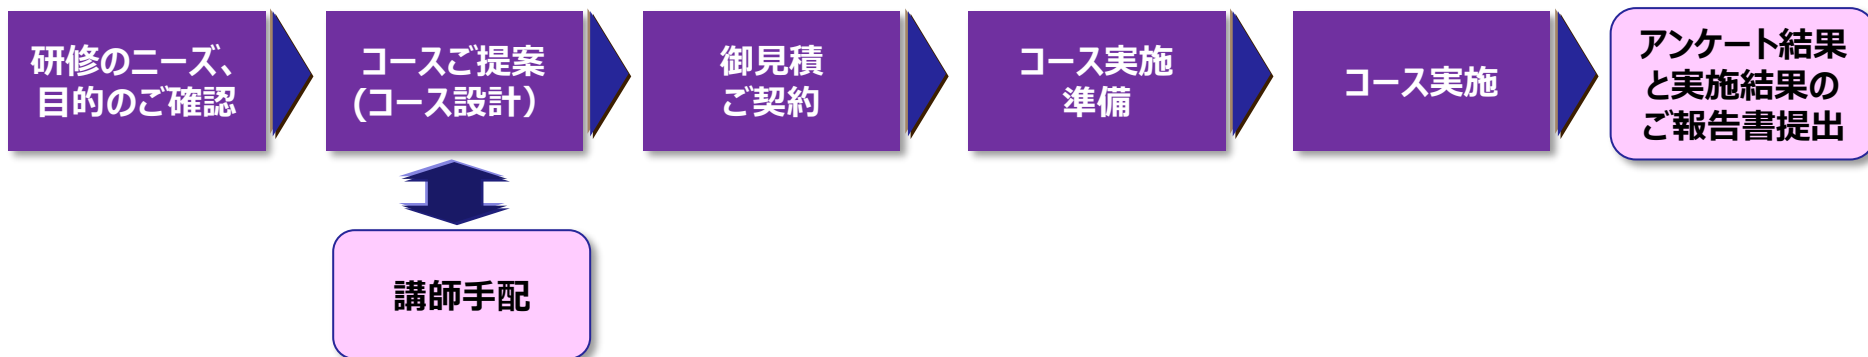 研修のニーズ、
目的のご確認
コースご提案
(コース設計）
御見積
ご契約
コース実施
準備
コース実施
アンケート結果
と実施結果の
ご報告書提出
講師手配